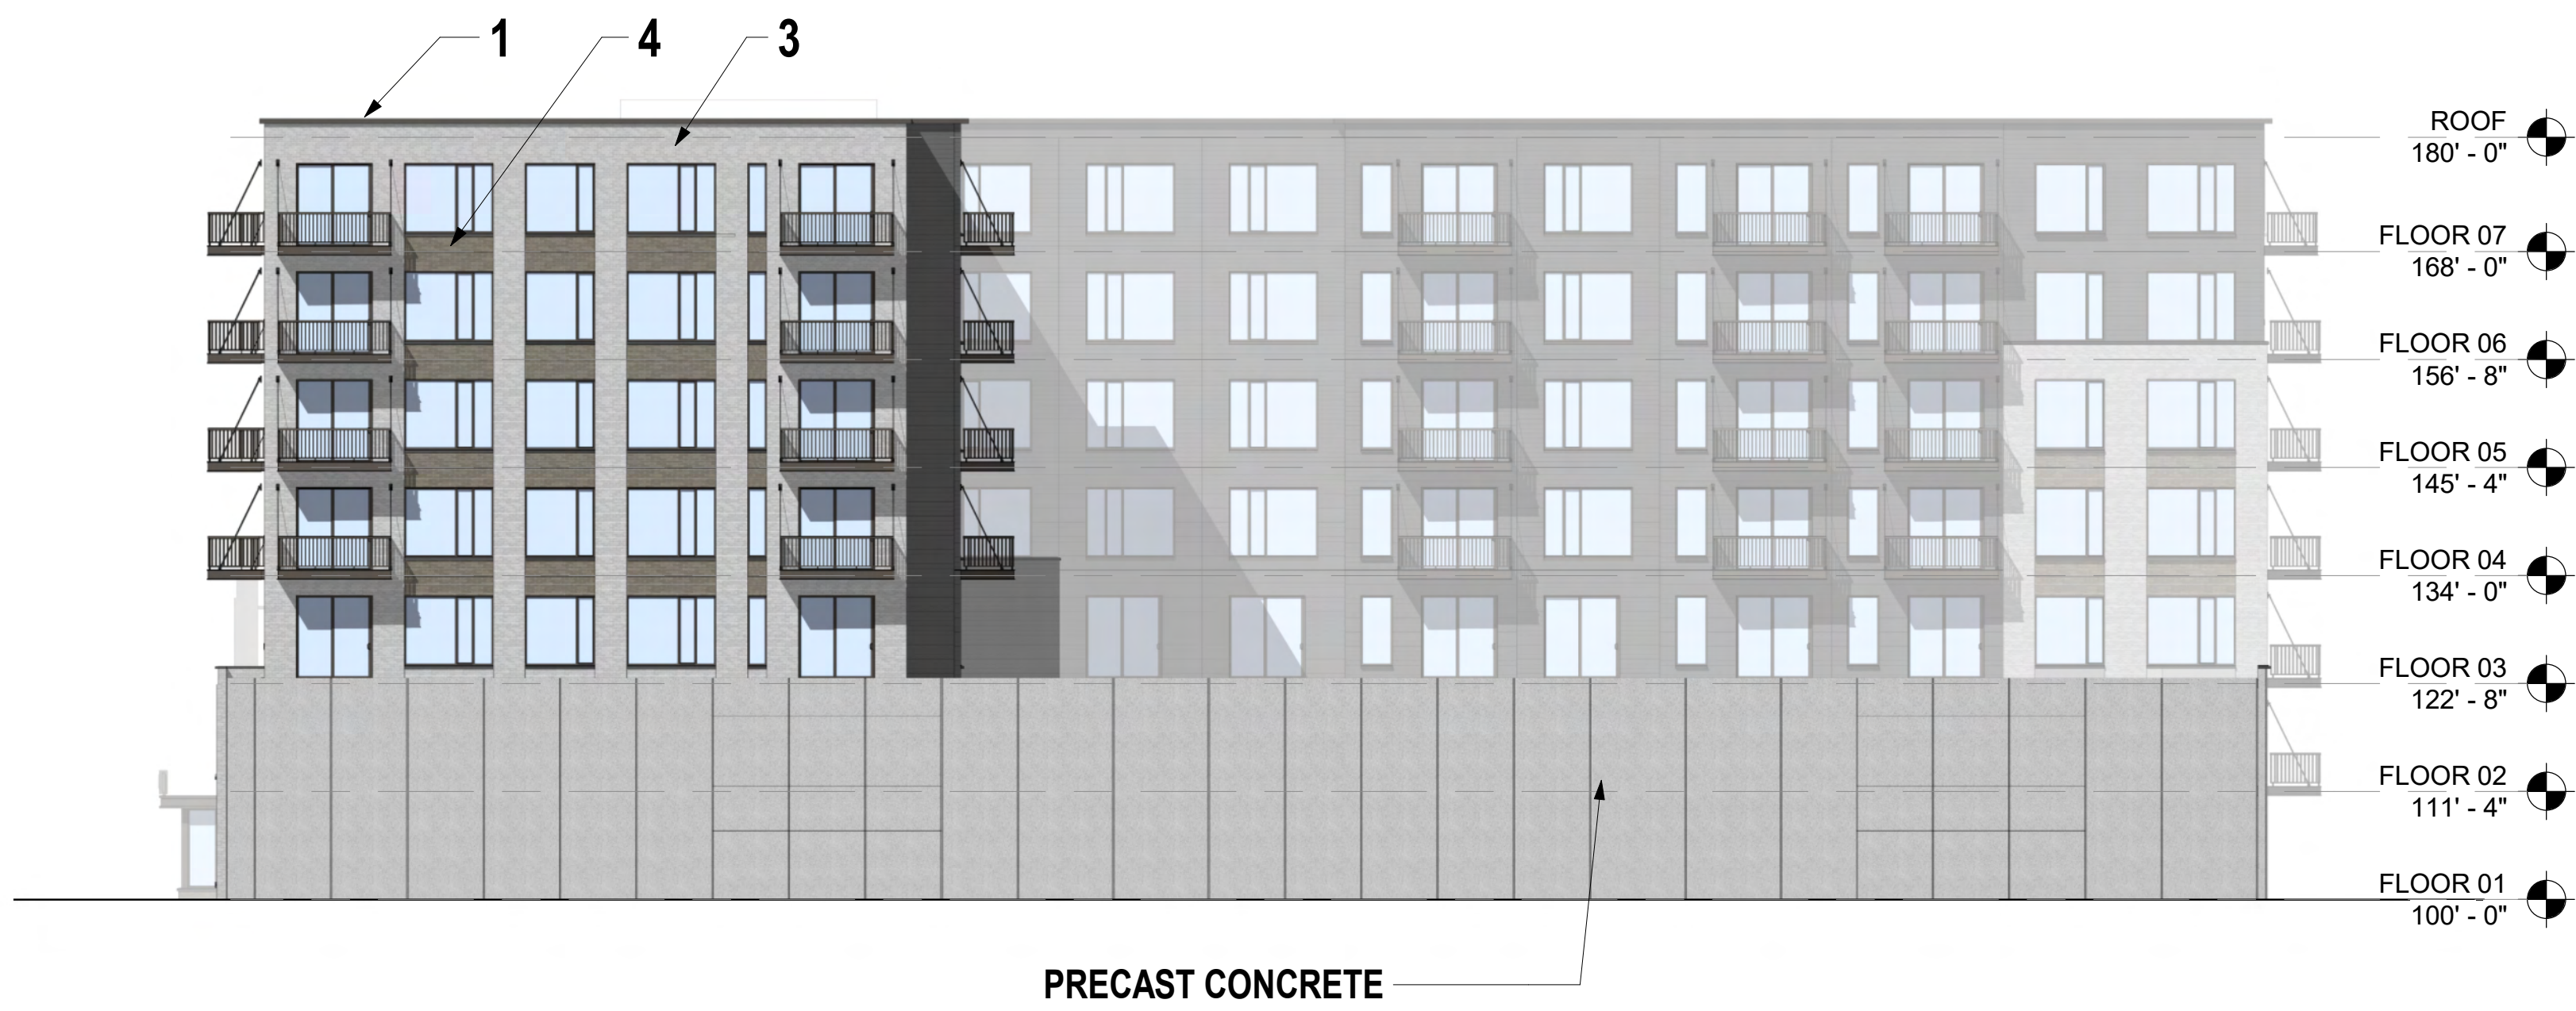 1
4
3
ROOF
180' - 0"
FLOOR 07
168' - 0"
FLOOR 06
156' - 8"
FLOOR 05
145' - 4"
FLOOR 04
134' - 0"
FLOOR 03
122' - 8"
FLOOR 02
111' - 4"
FLOOR 01
100' - 0"
PRECAST CONCRETE